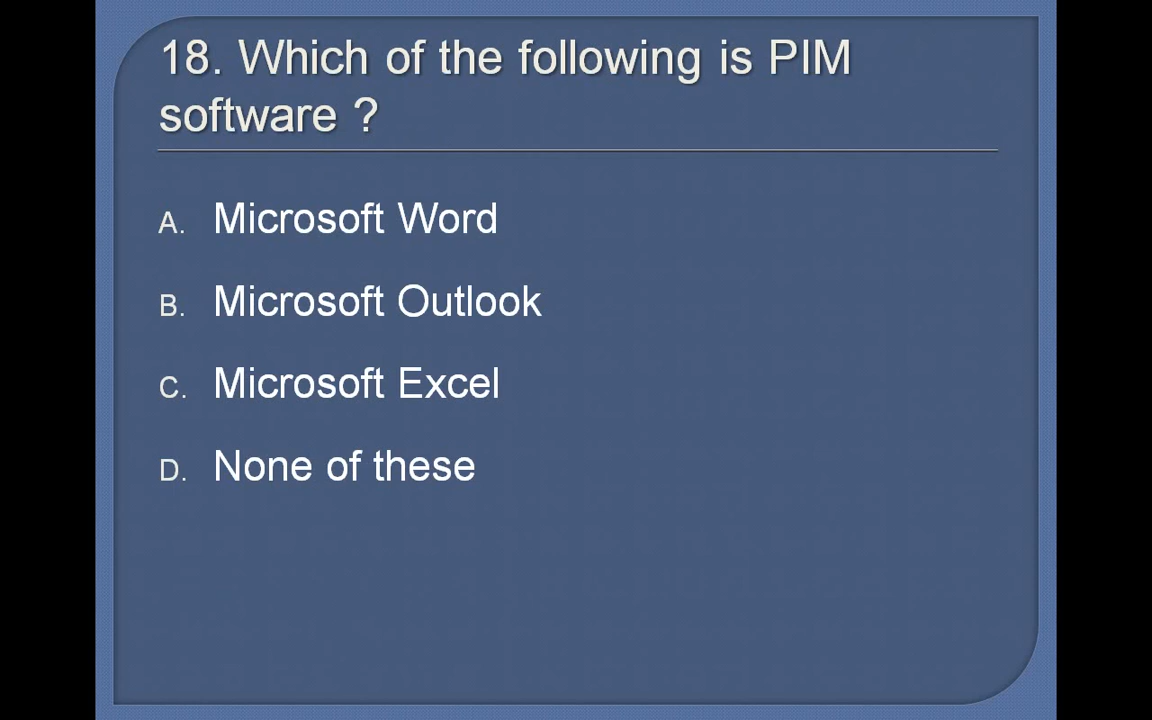 18. Which of the following is PIM
software ?
A. Microsoft Word
B. Microsoft Outlook
C. Microsoft Excel
D. None of these